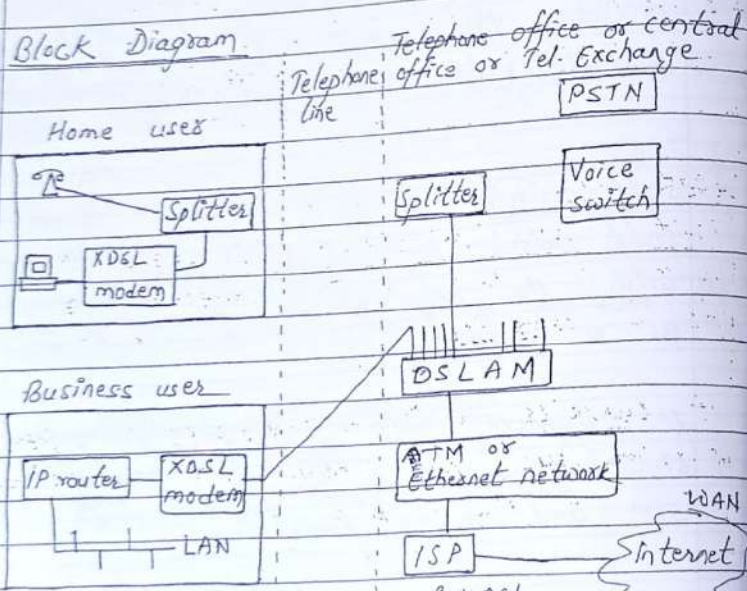 Block Diagram
Telephone office or central
office or Tel. Exchange
Telephone
line
PSTN
Home user
Voice
switch
Splitter
Splitter
XDSL
modem
DSLAM
Business user
IP router
XDSL
modem
ATM or
Ethernet network
LAN
WAN
ISP
Internet